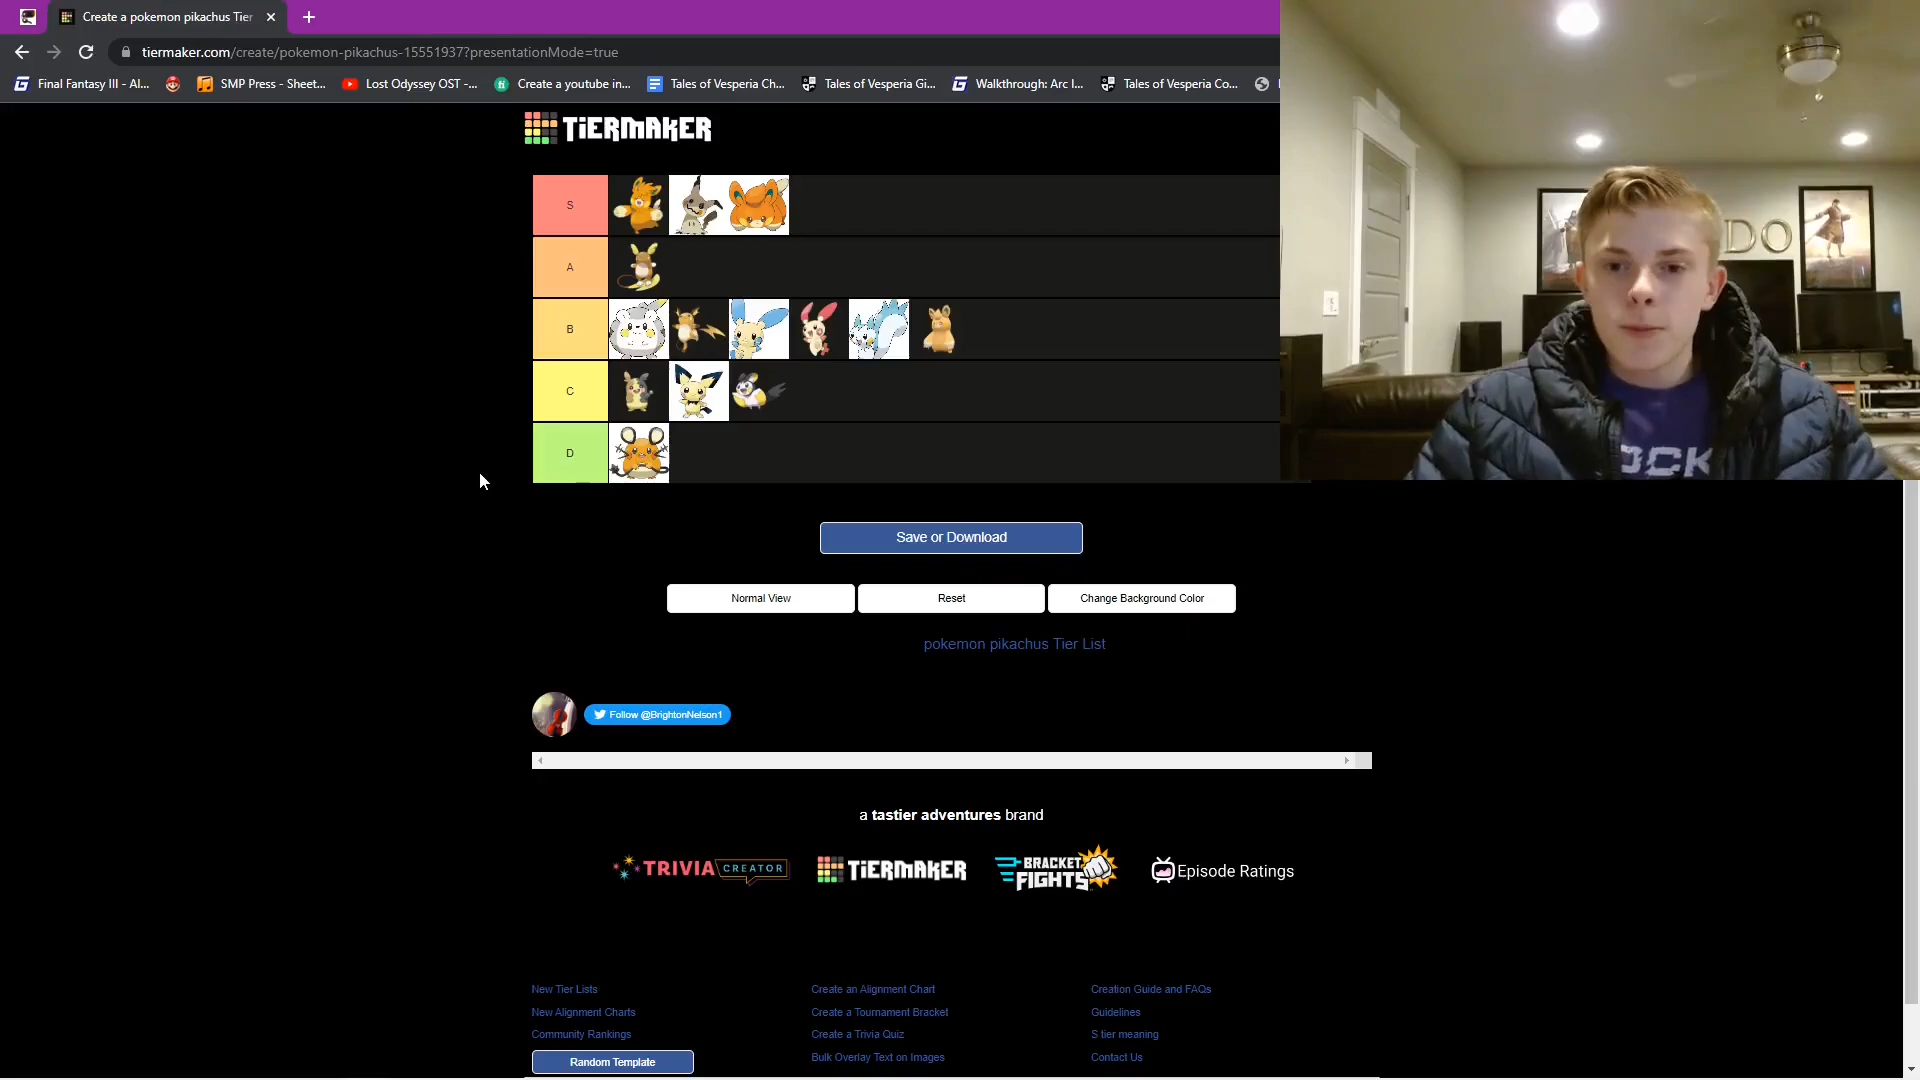 Create a pokemon pikachus Tier
tiermaker.com/create/pokemon-pikachus-15551937?presentationMode=true
Final Fantasy III - Al...
SMP Press - Sheet...
Lost Odyssey OST -...
Create a youtube in...
Tales of Vesperia Ch...
Tales of Vesperia Gi...
Walkthrough: Arc I...
Tales of Vesperia Co...
TiERMAKER
S
A
B
C
D
DO
OCK
Save or Download
Normal View
Reset
Change Background Color
pokemon pikachus Tier List
Follow @BrightonNelson1
a tastier adventures brand
TRIVIA CREATOR
TiERMAKER
BRACKET FIGHTS
Episode Ratings
New Tier Lists
Create an Alignment Chart
Creation Guide and FAQs
New Alignment Charts
Create a Tournament Bracket
Guidelines
Community Rankings
Create a Trivia Quiz
S tier meaning
Random Template
Bulk Overlay Text on Images
Contact Us